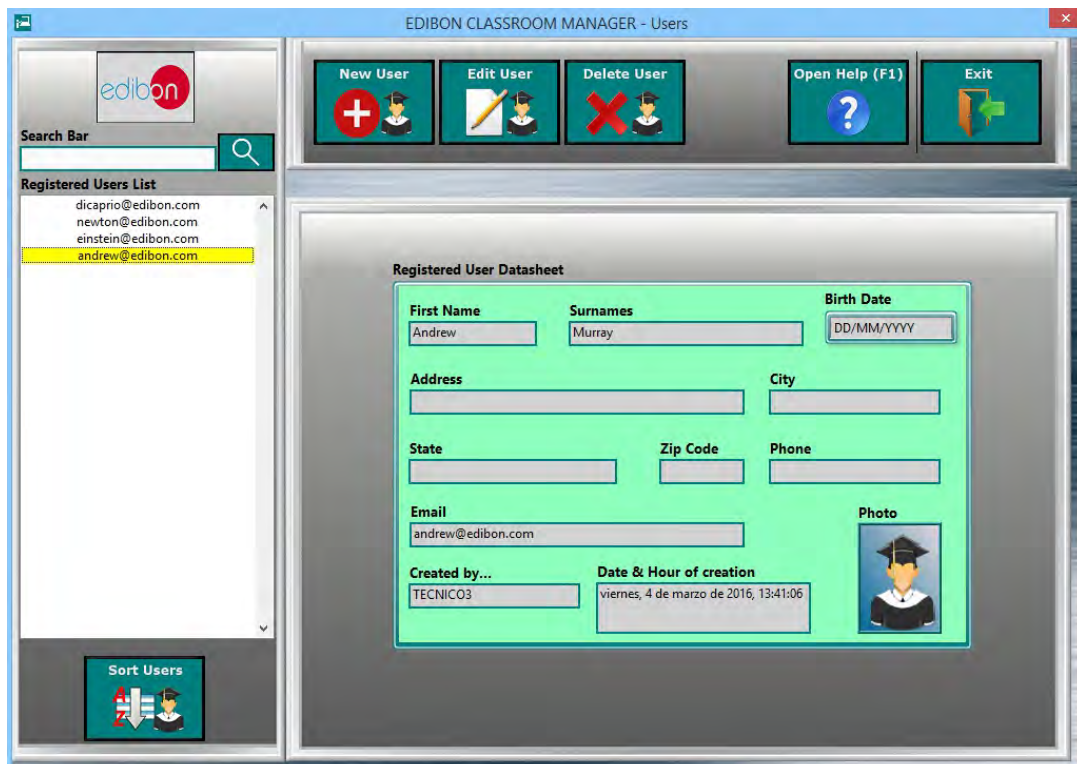 EDIBON CLASSROOM MANAGER - Users
edibon
Search Bar
Registered Users List
dicaprio@edibon.com
newton@edibon.com
einstein@edibon.com
andrew@edibon.com
Sort Users
A
Z
New User
Edit User
Delete User
Open Help (F1)
?
Exit
Registered User Datasheet
First Name
Surnames
Birth Date
Andrew
Murray
DD/MM/YYYY
Address
City
State
Zip Code
Phone
Email
Photo
andrew@edibon.com
Created by...
Date & Hour of creation
TECNICO3
viernes, 4 de marzo de 2016, 13:41:06